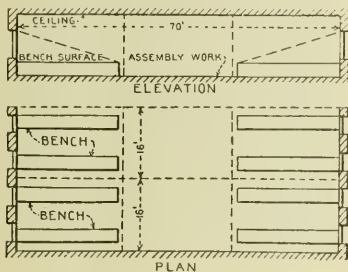 CEILING
70'
BENCH SURFACE
ASSEMBLY WORK
ELEVATION
BENCH
16'
BENCH
16'
PLAN